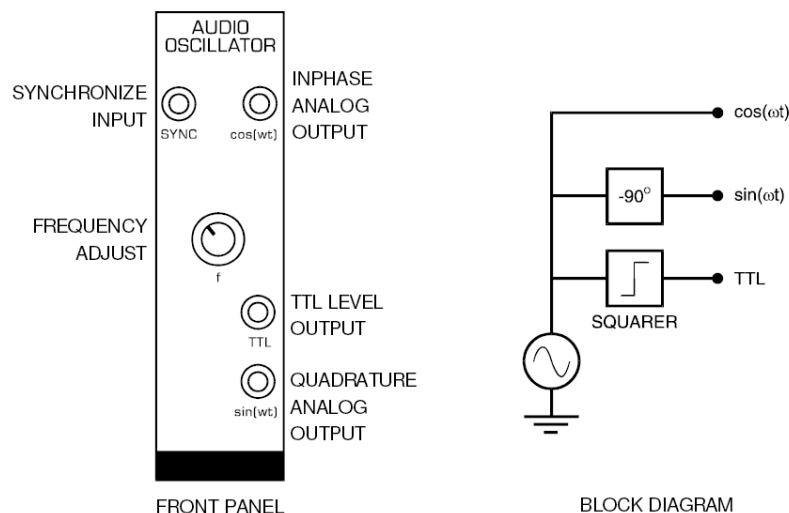 AUDIO
OSCILLATOR
SYNCHRONIZE
INPUT
SYNC
cos(wt)
INPHASE
ANALOG
OUTPUT
FREQUENCY
ADJUST
f
TTL LEVEL
OUTPUT
TTL
QUADRATURE
ANALOG
OUTPUT
sin(wt)
FRONT PANEL
cos(ωt)
-90°
sin(ωt)
TTL
SQUARER
BLOCK DIAGRAM